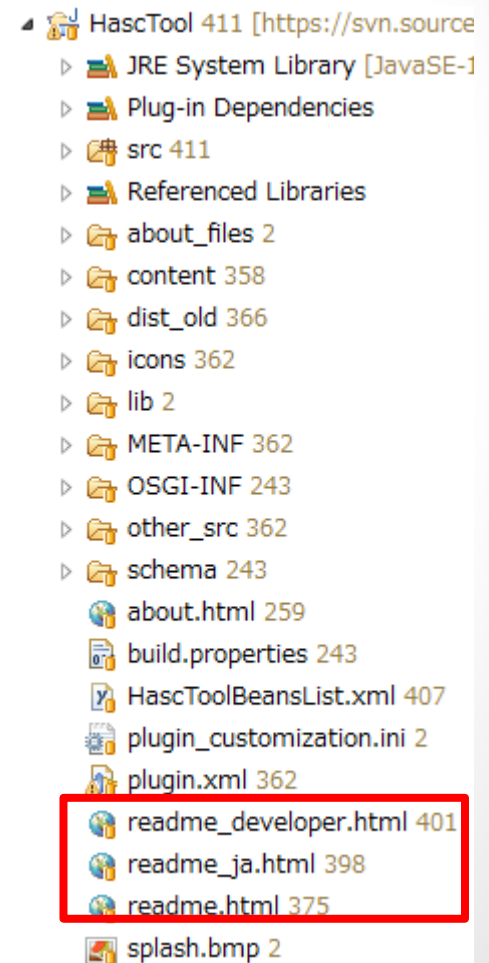 HascTool 411 [https://svn.source
JRE System Library [JavaSE-1
Plug-in Dependencies
src 411
Referenced Libraries
about_files 2
content 358
dist_old 366
icons 362
lib 2
META-INF 362
OSGI-INF 243
other_src 362
schema 243
about.html 259
build.properties 243
HascToolBeansList.xml 407
plugin_customization.ini 2
plugin.xml 362
readme_developer.html 401
readme_ja.html 398
readme.html 375
splash.bmp 2